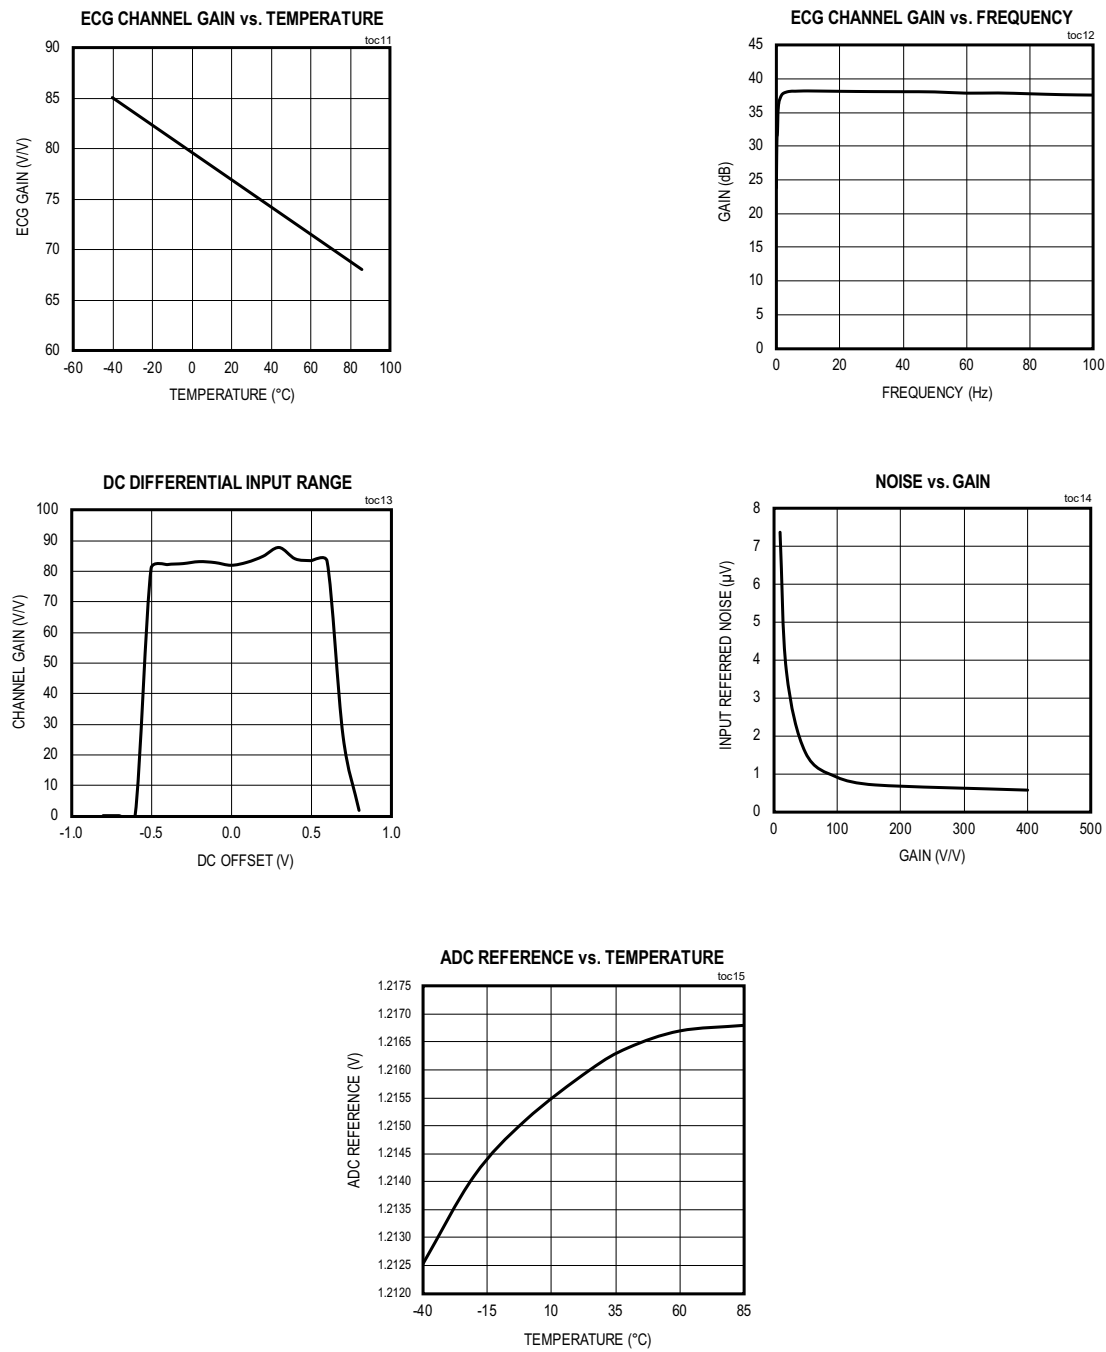 ECG CHANNEL GAIN vs. TEMPERATURE
toc11
90
85
80
75
70
65
60
ECG GAIN (V/V)
-60 -40 -20 0 20 40 60 80 100
TEMPERATURE (°C)
ECG CHANNEL GAIN vs. FREQUENCY
toc12
45
40
35
30
25
20
15
10
5
0
GAIN (dB)
0 20 40 60 80 100
FREQUENCY (Hz)
DC DIFFERENTIAL INPUT RANGE
toc13
100
90
80
70
60
50
40
30
20
10
0
CHANNEL GAIN (V/V)
-1.0 -0.5 0.0 0.5 1.0
DC OFFSET (V)
NOISE vs. GAIN
toc14
8
7
6
5
4
3
2
1
0
INPUT REFERRED NOISE (µV)
0 100 200 300 400 500
GAIN (V/V)
ADC REFERENCE vs. TEMPERATURE
toc15
1.2175
1.2170
1.2165
1.2160
1.2155
1.2150
1.2145
1.2140
1.2135
1.2130
1.2125
1.2120
ADC REFERENCE (V)
-40 -15 10 35 60 85
TEMPERATURE (°C)